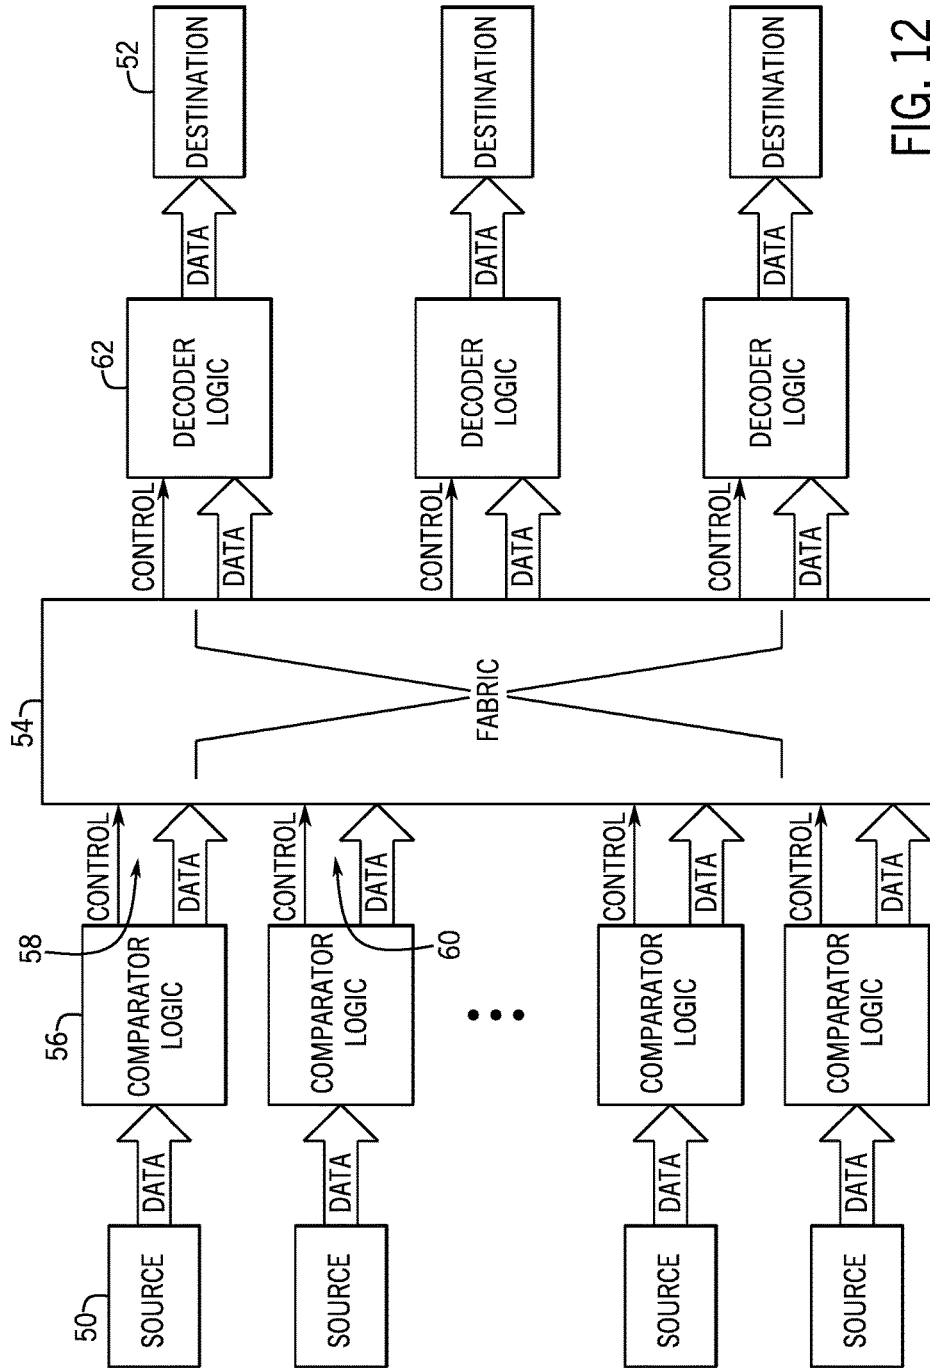 50
SOURCE
DATA
56
COMPARATOR
LOGIC
58
CONTROL
DATA
SOURCE
DATA
COMPARATOR
LOGIC
60
CONTROL
DATA
SOURCE
DATA
COMPARATOR
LOGIC
CONTROL
DATA
SOURCE
DATA
COMPARATOR
LOGIC
CONTROL
DATA
54
FABRIC
CONTROL
DATA
62
DECODER
LOGIC
DATA
52
DESTINATION
CONTROL
DATA
DECODER
LOGIC
DATA
DESTINATION
CONTROL
DATA
DECODER
LOGIC
DATA
DESTINATION
FIG. 12